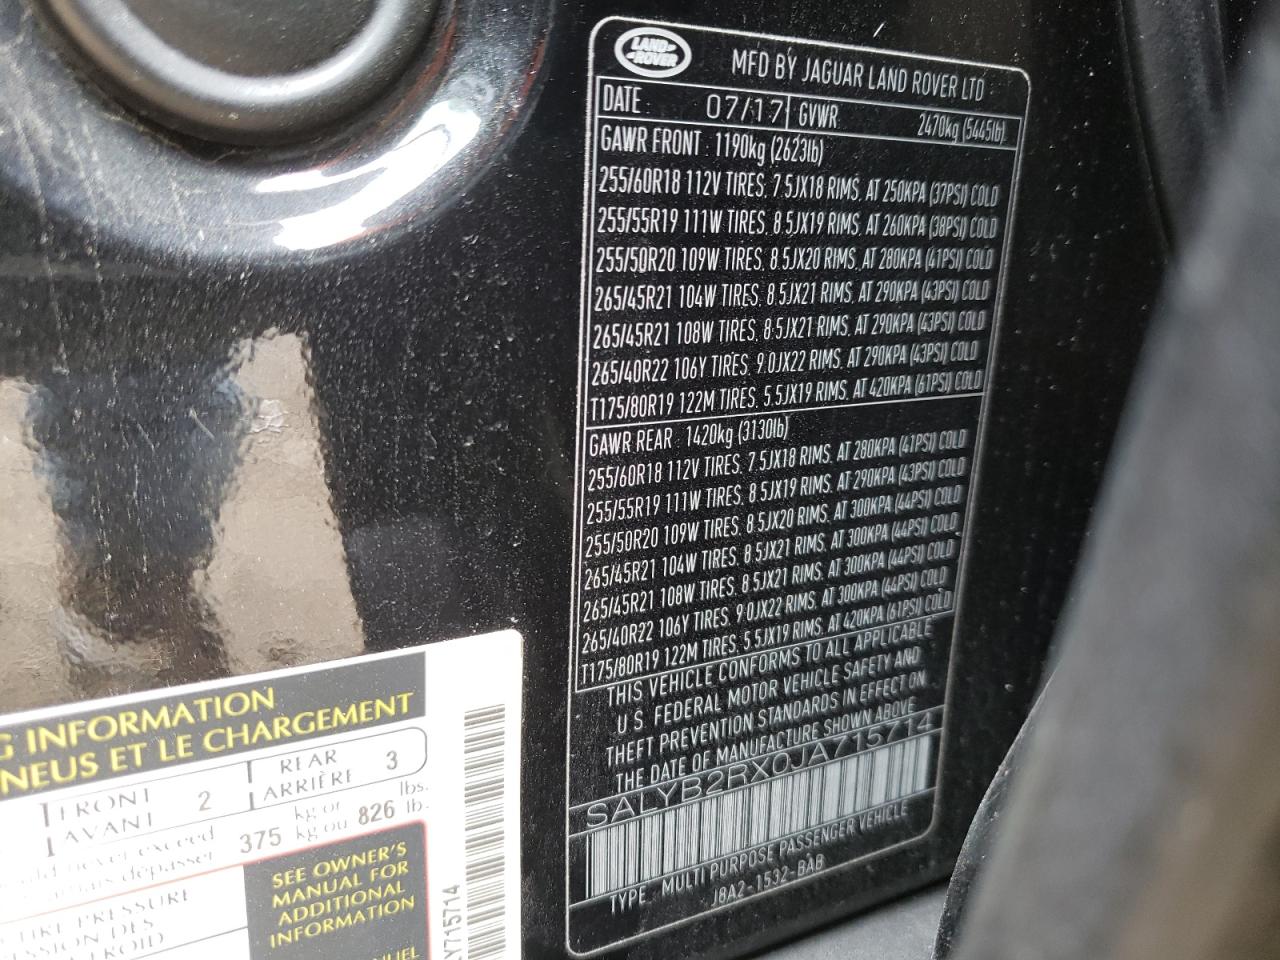 LAND ROVER
MFD BY JAGUAR LAND ROVER LTD
DATE : 07/17 GVWR 2470kg (5445lb)
GAWR FRONT : 1190kg (2623lb)
255/60R18 112V TIRES, 7.5JX18 RIMS, AT 250KPA (37PSI) COLD
255/55R19 111W TIRES, 8.5JX19 RIMS, AT 260KPA (38PSI) COLD
255/50R20 109W TIRES, 8.5JX20 RIMS, AT 280KPA (41PSI) COLD
265/45R21 104W TIRES, 8.5JX21 RIMS, AT 290KPA (43PSI) COLD
265/45R21 108W TIRES, 8.5JX21 RIMS, AT 290KPA (43PSI) COLD
265/40R22 106Y TIRES, 9.0JX22 RIMS, AT 290KPA (43PSI) COLD
T175/80R19 122M TIRES, 5.5JX19 RIMS, AT 420KPA (61PSI) COLD
GAWR REAR : 1420kg (3130lb)
255/60R18 112V TIRES, 7.5JX18 RIMS, AT 280KPA (41PSI) COLD
255/55R19 111W TIRES, 8.5JX19 RIMS, AT 290KPA (43PSI) COLD
255/50R20 109W TIRES, 8.5JX20 RIMS, AT 300KPA (44PSI) COLD
265/45R21 104W TIRES, 8.5JX21 RIMS, AT 300KPA (44PSI) COLD
265/45R21 108W TIRES, 8.5JX21 RIMS, AT 300KPA (44PSI) COLD
265/40R22 106Y TIRES, 9.0JX22 RIMS, AT 300KPA (44PSI) COLD
T175/80R19 122M TIRES, 5.5JX19 RIMS, AT 420KPA (61PSI) COLD
THIS VEHICLE CONFORMS TO ALL APPLICABLE
U.S. FEDERAL MOTOR VEHICLE SAFETY AND
THEFT PREVENTION STANDARDS IN EFFECT ON
THE DATE OF MANUFACTURE SHOWN ABOVE
SALYB2RX0JA715714
TYPE : MULTI PURPOSE PASSENGER VEHICLE
J8A2-1532-BAB
G INFORMATION
NEUS ET LE CHARGEMENT
FRONT 2 REAR 3
AVANT ARRIÈRE
never exceed 375 kg or 826 lbs.
dépasser kg ou lb.
TIRE PRESSURE
SSION DES
FROID
SEE OWNER'S
MANUAL FOR
ADDITIONAL
INFORMATION
NUEL
Y715714